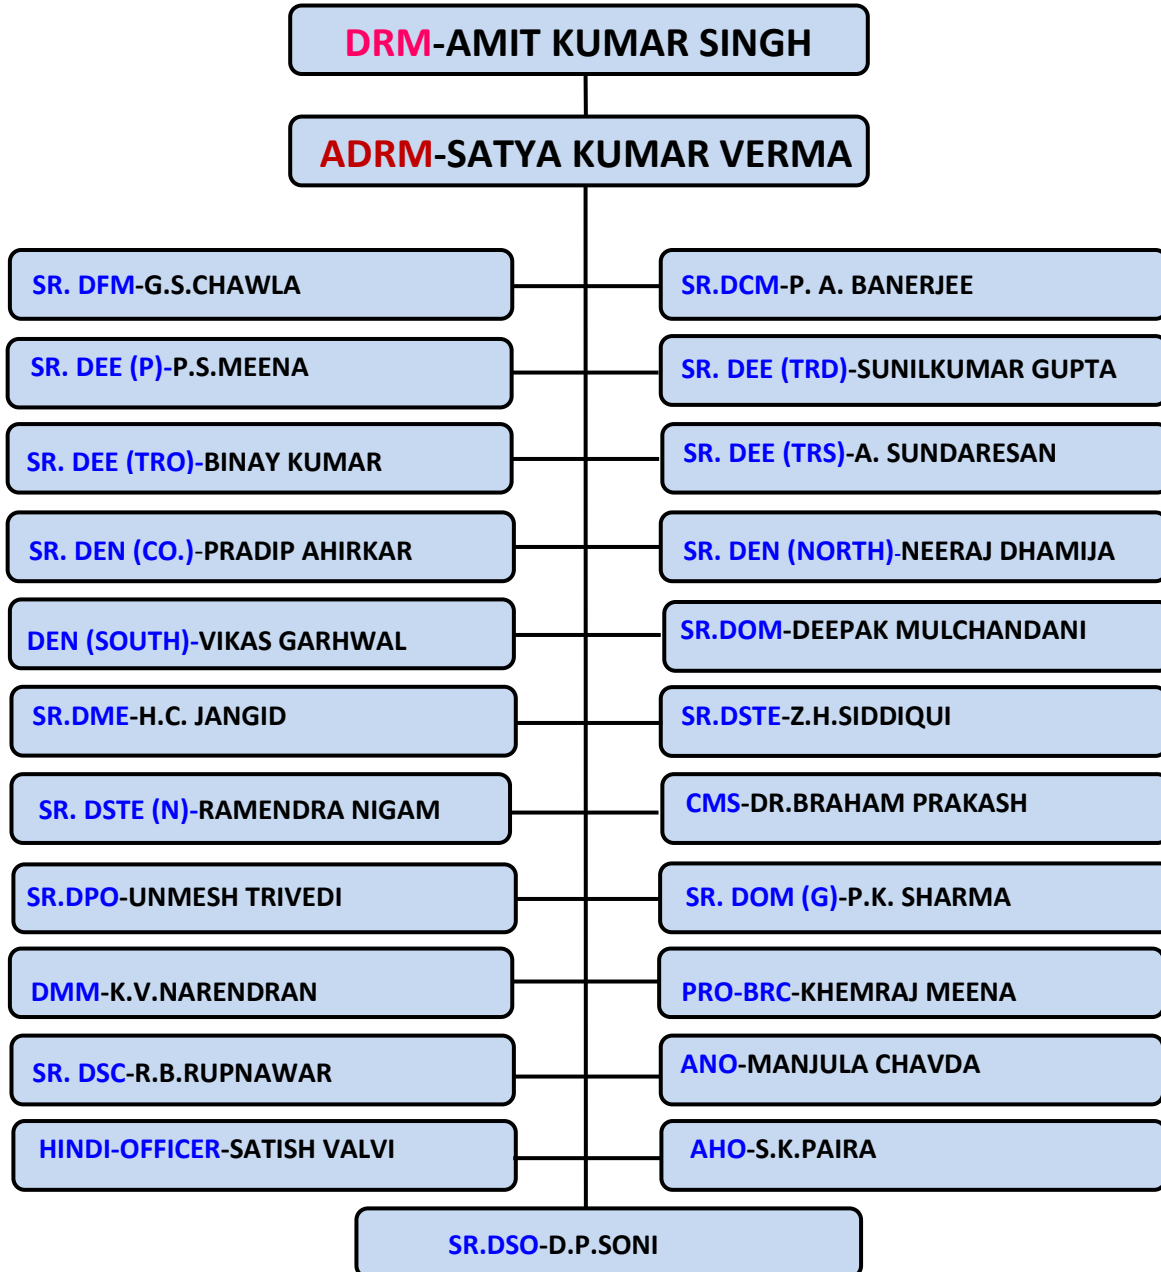 DRM-AMIT KUMAR SINGH
ADRM-SATYA KUMAR VERMA
SR. DFM-G.S.CHAWLA
SR.DCM-P. A. BANERJEE
SR. DEE (P)-P.S.MEENA
SR. DEE (TRD)-SUNILKUMAR GUPTA
SR. DEE (TRO)-BINAY KUMAR
SR. DEE (TRS)-A. SUNDARESAN
SR. DEN (CO.)-PRADIP AHIRKAR
SR. DEN (NORTH)-NEERAJ DHAMIJA
DEN (SOUTH)-VIKAS GARHWAL
SR.DOM-DEEPAK MULCHANDANI
SR.DME-H.C. JANGID
SR.DSTE-Z.H.SIDDIQUI
SR. DSTE (N)-RAMENDRA NIGAM
CMS-DR.BRAHAM PRAKASH
SR.DPO-UNMESH TRIVEDI
SR. DOM (G)-P.K. SHARMA
DMM-K.V.NARENDRAN
PRO-BRC-KHEMRAJ MEENA
SR. DSC-R.B.RUPNAWAR
ANO-MANJULA CHAVDA
HINDI-OFFICER-SATISH VALVI
AHO-S.K.PAIRA
SR.DSO-D.P.SONI